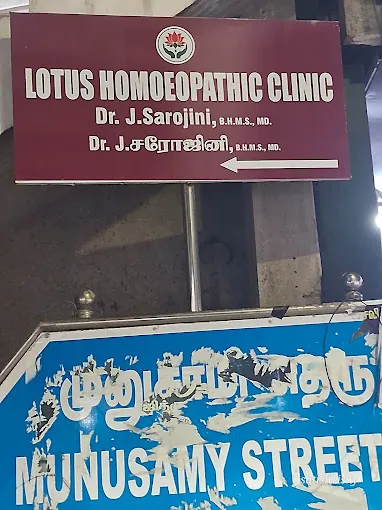 LOTUS HOMOEOPATHIC CLINIC
Dr. J.Sarojini, B.H.M.S., MD.
Dr. J.சரோஜினி, B.H.M.S., MD.
முனுசாமி தெரு
MUNUSAMY STREET